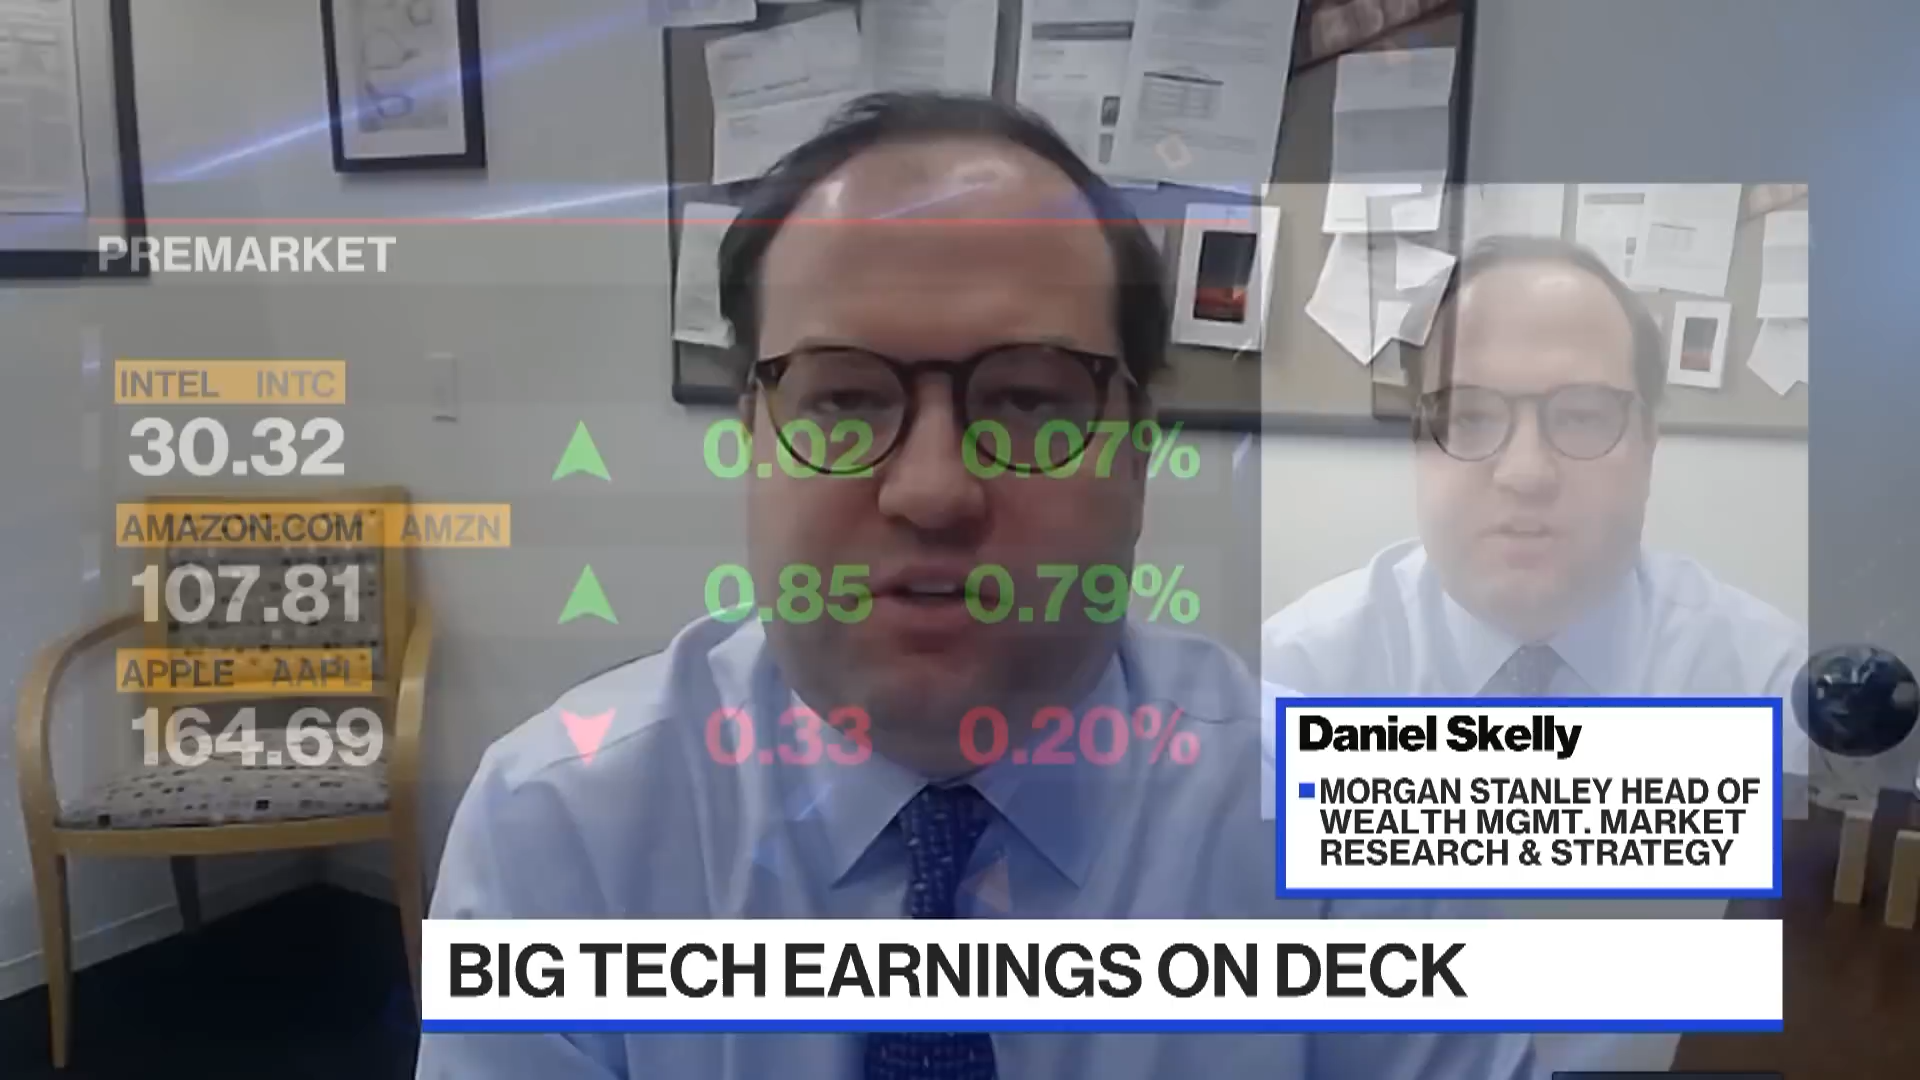 PREMARKET
INTEL INTC
30.32 0.02 0.07%
AMAZON.COM AMZN
107.81 0.85 0.79%
APPLE AAPL
164.69 0.33 0.20%
Daniel Skelly
MORGAN STANLEY HEAD OF
WEALTH MGMT. MARKET
RESEARCH & STRATEGY
BIG TECH EARNINGS ON DECK